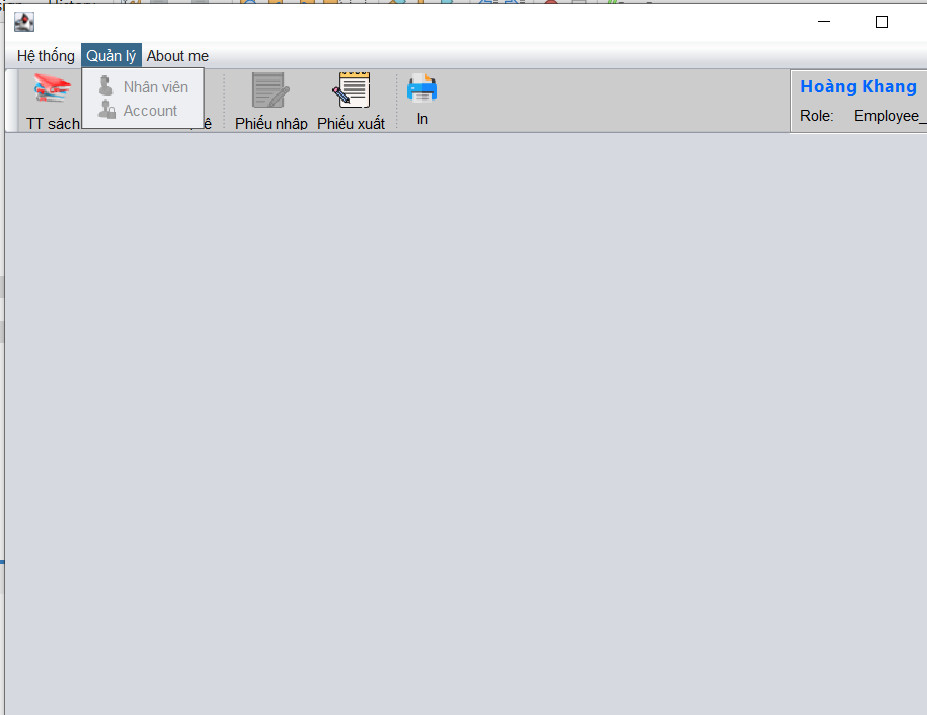 Hệ thống Quản lý About me
Nhân viên
Account
TT sách
Phiếu nhập Phiếu xuất In
Hoàng Khang
Role: Employee_